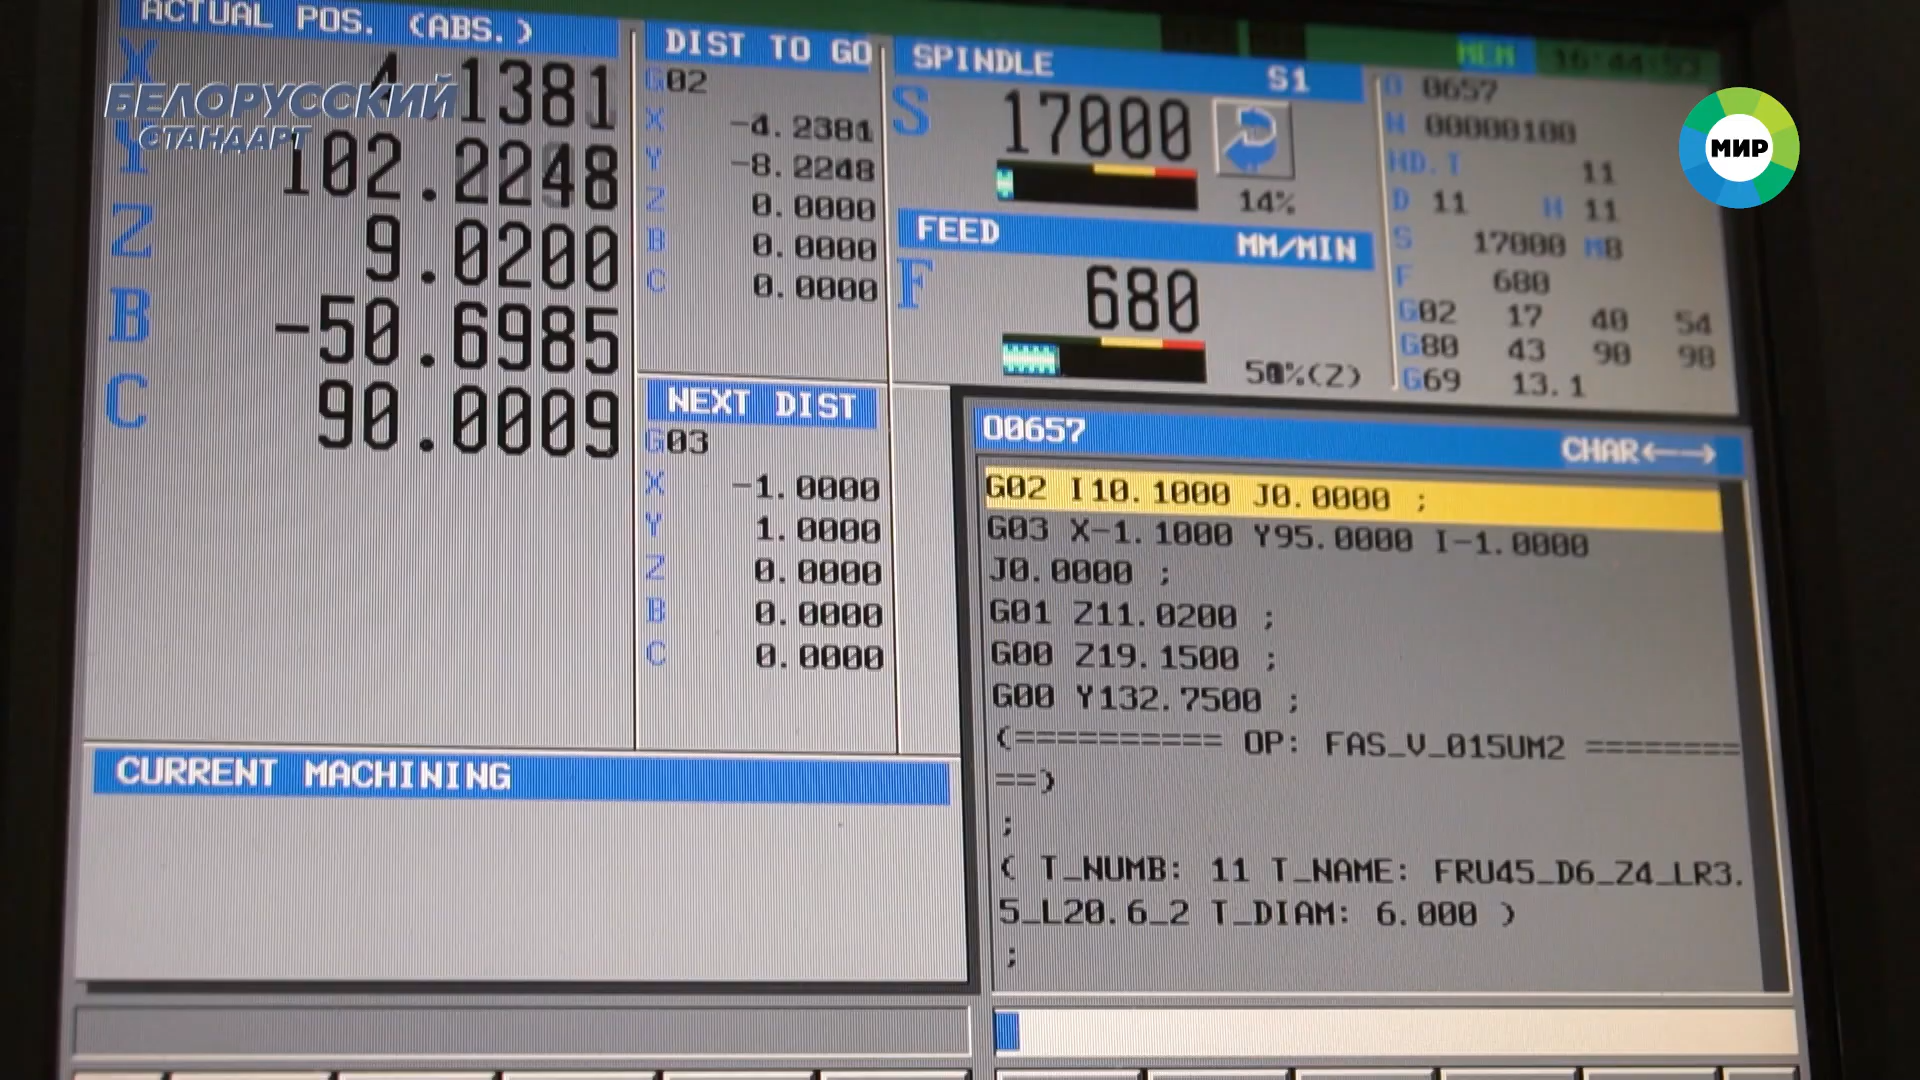 ACTUAL POS. (ABS.)
X 4.1381
Y 102.2248
Z 9.0200
B -50.6985
C 90.0009
БЕЛОРУССКИЙ
СТАНДАРТ
DIST TO GO
G02
X -4.2381
Y -8.2248
Z 0.0000
B 0.0000
C 0.0000
NEXT DIST
G03
X -1.0000
Y 1.0000
Z 0.0000
B 0.0000
C 0.0000
SPINDLE S1
S 17000
14%
FEED MM/MIN
F 680
50%(Z)
MEM 16:44:53
O 0657
N 00000100
HD.T 11
D 11 H 11
S 17000 M8
F 680
G02 17 40 54
G80 43 90 98
G69 13.1
МИР
O0657 CHAR←→
G02 I10.1000 J0.0000 ;
G03 X-1.1000 Y95.0000 I-1.0000
J0.0000 ;
G01 Z11.0200 ;
G00 Z19.1500 ;
G00 Y132.7500 ;
(========== OP: FAS_V_015UM2 ========
==)
;
( T_NUMB: 11 T_NAME: FRU45_D6_Z4_LR3.
5_L20.6_2 T_DIAM: 6.000 )
;
CURRENT MACHINING